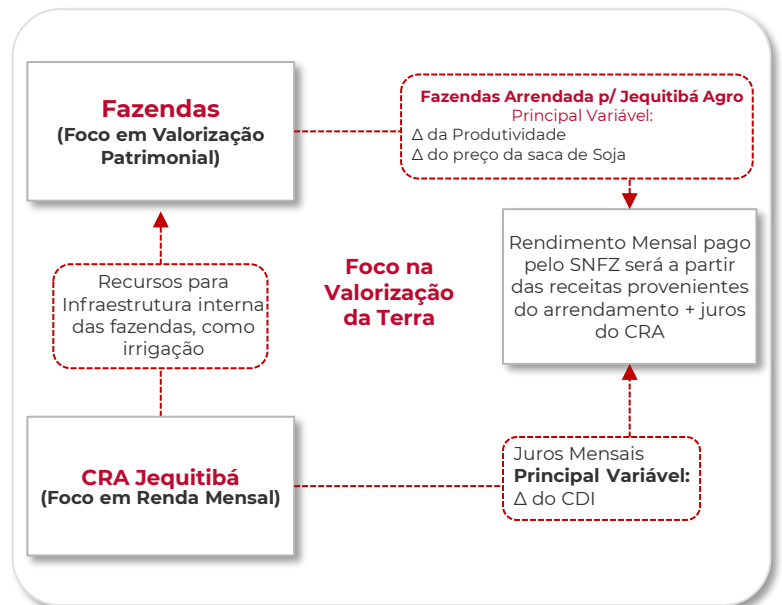 Fazendas
(Foco em Valorização
Patrimonial)
Fazendas Arrendada p/ Jequitibá Agro
Principal Variável:
Δ da Produtividade
Δ do preço da saca de Soja
Recursos para
Infraestrutura interna
das fazendas, como
irrigação
Foco na
Valorização
da Terra
Rendimento Mensal pago
pelo SNFZ será a partir
das receitas provenientes
do arrendamento + juros
do CRA
CRA Jequitibá
(Foco em Renda Mensal)
Juros Mensais
Principal Variável:
Δ do CDI